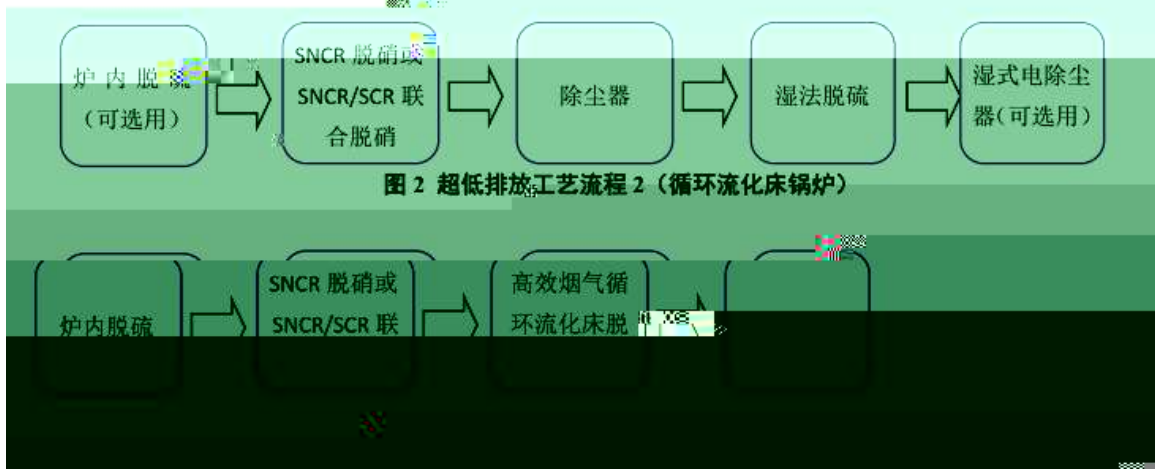 炉内脱硫
（可选用）
SNCR 脱硝或
SNCR/SCR 联
合脱硝
除尘器
湿法脱硫
湿式电除尘
器（可选用）
图 2 超低排放工艺流程 2（循环流化床锅炉）
炉内脱硫
SNCR 脱硝或
SNCR/SCR 联
高效烟气循
环流化床脱